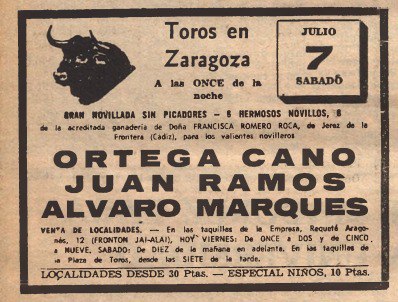 Toros en
Zaragoza
A las ONCE de la
noche
JULIO
7
SABADO
GRAN NOVILLADA SIN PICADORES — 6 HERMOSOS NOVILLOS, 6
de la acreditada ganadería de Doña FRANCISCA ROMERO ROCA, de Jerez de la
Frontera (Cádiz), para los valientes novilleros
ORTEGA CANO
JUAN RAMOS
ALVARO MARQUES
VENTA DE LOCALIDADES. — En las taquillas de la Empresa, Requeté Arago-
nés, 12 (FRONTON JAI-ALAI), HOY VIERNES: De ONCE a DOS y de CINCO
a NUEVE, SABADO: De DIEZ de la mañana en adelanta. En las taquillas de
la Plaza de Toros, desde las SIETE de la tarde.
LOCALIDADES DESDE 30 Ptas. — ESPECIAL NIÑOS, 10 Ptas.